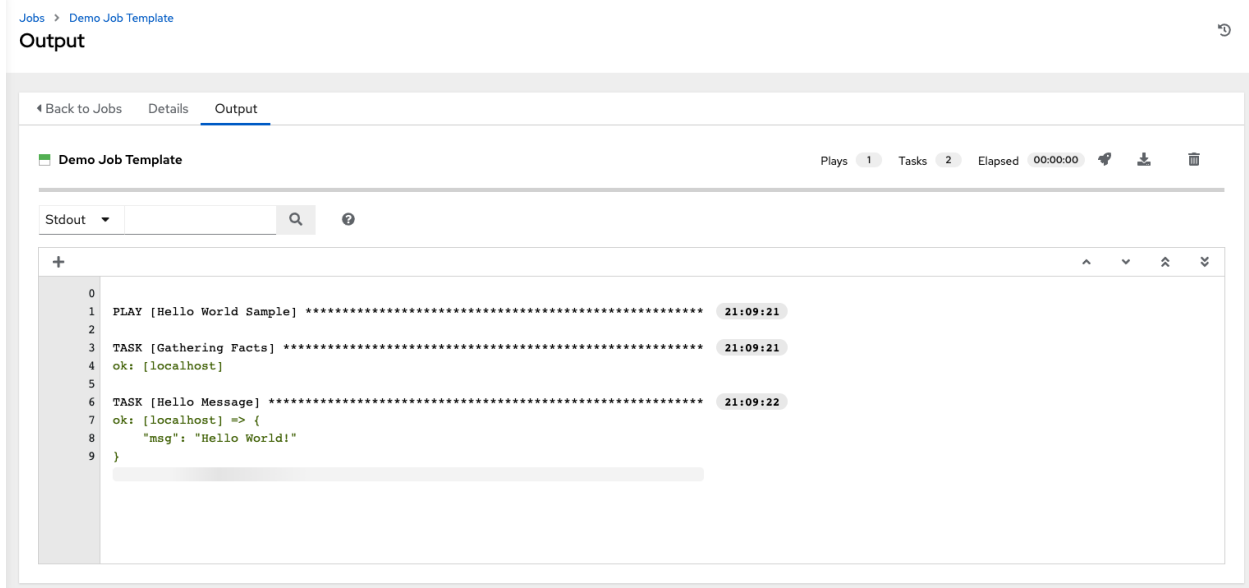 Jobs > Demo Job Template
Output
Back to Jobs Details Output
Demo Job Template Plays 1 Tasks 2 Elapsed 00:00:00
Stdout
0
1 PLAY [Hello World Sample] ****************************************************** 21:09:21
2
3 TASK [Gathering Facts] ********************************************************* 21:09:21
4 ok: [localhost]
5
6 TASK [Hello Message] *********************************************************** 21:09:22
7 ok: [localhost] => {
8 "msg": "Hello World!"
9 }